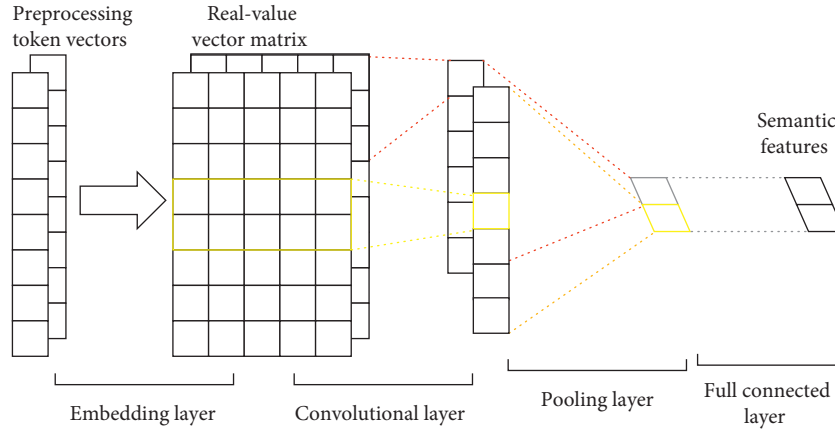 Preprocessing
token vectors
Real-value
vector matrix
Semantic
features
Embedding layer
Convolutional layer
Pooling layer
Full connected
layer